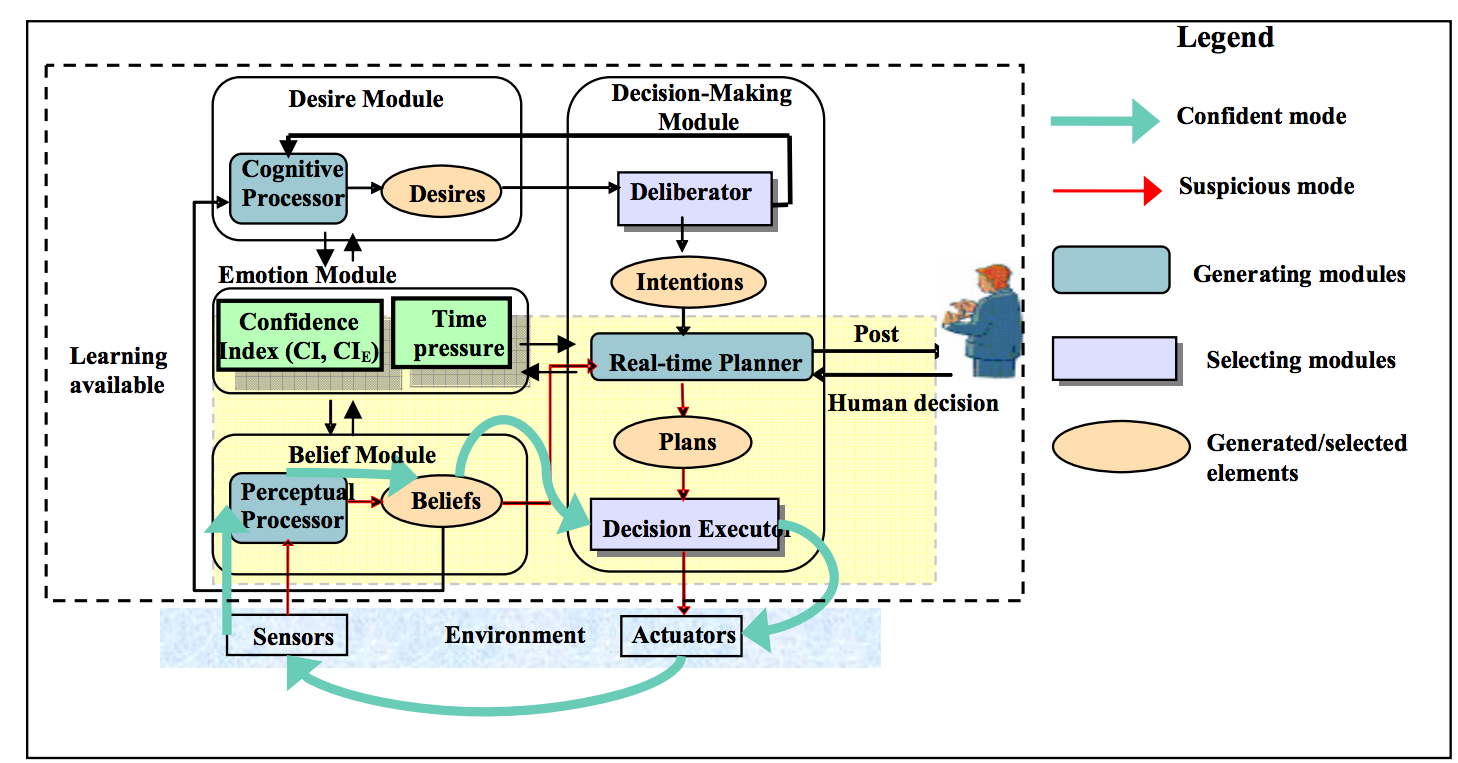 Legend
Confident mode
Suspicious mode
Generating modules
Selecting modules
Generated/selected
elements
Desire Module
Cognitive
Processor
Desires
Decision-Making
Module
Deliberator
Intentions
Emotion Module
Confidence
Index (CI, CIE)
Time
pressure
Learning
available
Real-time Planner
Post
Human decision
Plans
Belief Module
Perceptual
Processor
Beliefs
Decision Executor
Sensors
Environment
Actuators